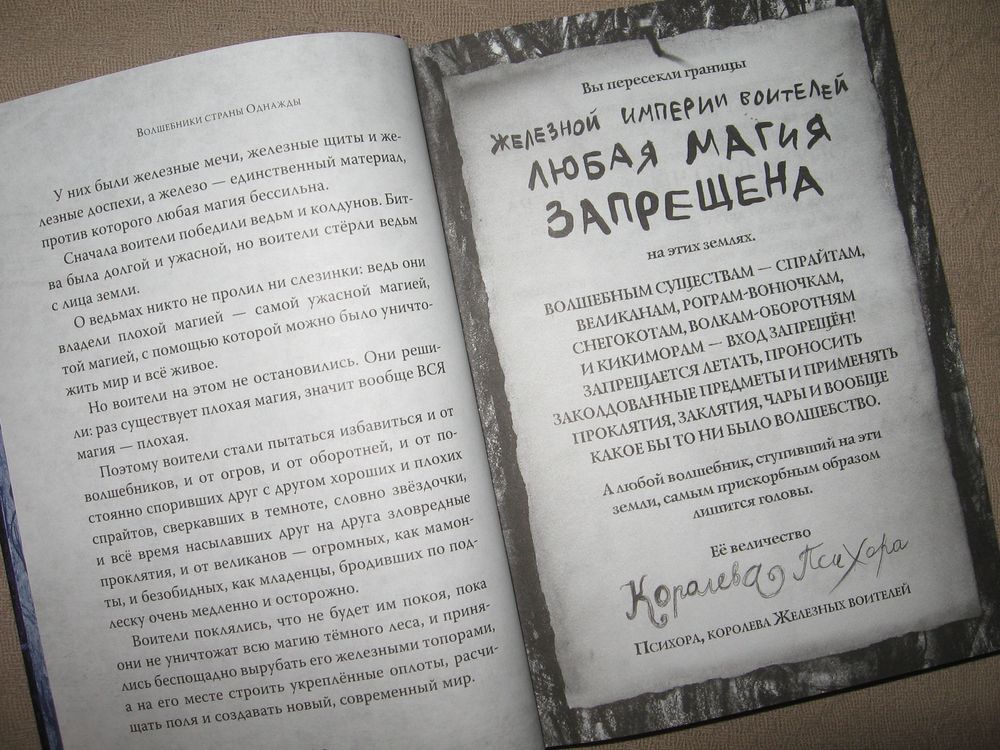 Волшебники страны Однажды
У них были железные мечи, железные щиты и же-
лезные доспехи, а железо — единственный материал,
против которого любая магия бессильна.
Сначала воители победили ведьм и колдунов. Бит-
ва была долгой и ужасной, но воители стёрли ведьм
с лица земли.
О ведьмах никто не пролил ни слезинки: ведь они
владели плохой магией — самой ужасной магией,
той магией, с помощью которой можно было уничто-
жить мир и всё живое.
Но воители на этом не остановились. Они реши-
ли: раз существует плохая магия, значит вообще ВСЯ
магия — плохая.
Поэтому воители стали пытаться избавиться и от
волшебников, и от огров, и от оборотней, и от по-
стоянно споривших друг с другом хороших и плохих
спрайтов, сверкавших в темноте, словно звёздочки,
и всё время насылавших друг на друга зловредные
проклятия, и от великанов — огромных, как мамон-
ты, и безобидных, как младенцы, бродивших по под-
леску очень медленно и осторожно.
Воители поклялись, что не будет им покоя, пока
они не уничтожат всю магию тёмного леса, и приня-
лись беспощадно вырубать его железными топорами,
а на его месте строить укреплённые оплоты, расчи-
щать поля и создавать новый, современный мир.
Вы пересекли границы
ЖЕЛЕЗНОЙ ИМПЕРИИ ВОИТЕЛЕЙ
ЛЮБАЯ МАГИЯ
ЗАПРЕЩЕНА
на этих землях.
ВОЛШЕБНЫМ СУЩЕСТВАМ — СПРАЙТАМ,
ВЕЛИКАНАМ, РОГРАМ-ВОНЮЧКАМ,
СНЕГОКОТАМ, ВОЛКАМ-ОБОРОТНЯМ
И КИКИМОРАМ — ВХОД ЗАПРЕЩЁН!
ЗАПРЕЩАЕТСЯ ЛЕТАТЬ, ПРОНОСИТЬ
ЗАКОЛДОВАННЫЕ ПРЕДМЕТЫ И ПРИМЕНЯТЬ
ПРОКЛЯТИЯ, ЗАКЛЯТИЯ, ЧАРЫ И ВООБЩЕ
КАКОЕ БЫ ТО НИ БЫЛО ВОЛШЕБСТВО.
А любой волшебник, ступивший на эти
земли, самым прискорбным образом
лишится головы.
Её величество
Королева Психора
Психора, королева Железных воителей